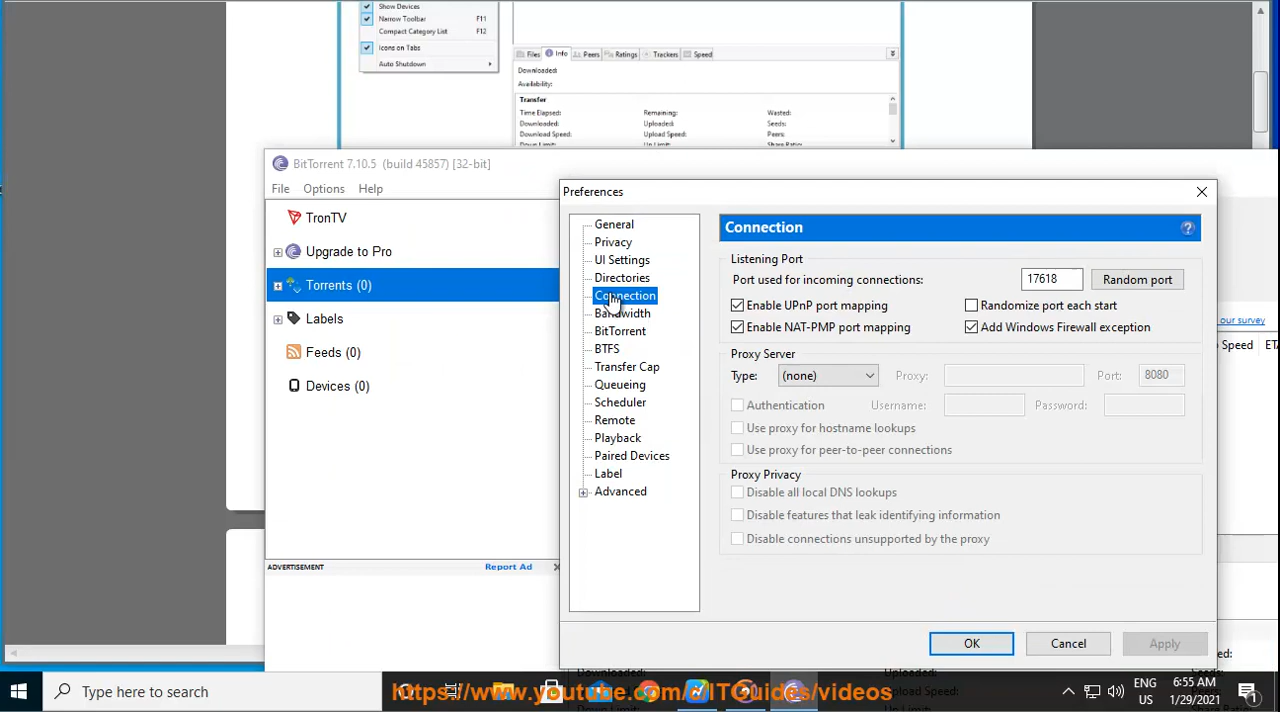 Show Devices
Narrow Toolbar F11
Compact Category List F12
Icons on Tabs
Auto Shutdown
Files Info Peers Ratings Trackers Speed
Downloaded:
Availability:
Transfer
Time Elapsed: Remaining: Wasted:
Downloaded: Uploaded: Seeds:
Download Speed: Upload Speed: Peers:
Down Limit: Up Limit: Share Ratio:
BitTorrent 7.10.5 (build 45857) [32-bit]
File Options Help
TronTV
Upgrade to Pro
Torrents (0)
Labels
Feeds (0)
Devices (0)
ADVERTISEMENT Report Ad
Preferences
General
Privacy
UI Settings
Directories
Connection
Bandwidth
BitTorrent
BTFS
Transfer Cap
Queueing
Scheduler
Remote
Playback
Paired Devices
Label
Advanced
Connection
Listening Port
Port used for incoming connections: 17618 Random port
Enable UPnP port mapping Randomize port each start
Enable NAT-PMP port mapping Add Windows Firewall exception
Proxy Server
Type: (none) Proxy: Port: 8080
Authentication Username: Password:
Use proxy for hostname lookups
Use proxy for peer-to-peer connections
Proxy Privacy
Disable all local DNS lookups
Disable features that leak identifying information
Disable connections unsupported by the proxy
OK Cancel Apply
our survey
Speed ET
Type here to search
https://www.youtube.com/c/ITGuides/videos
ENG
US
6:55 AM
1/29/2021
1